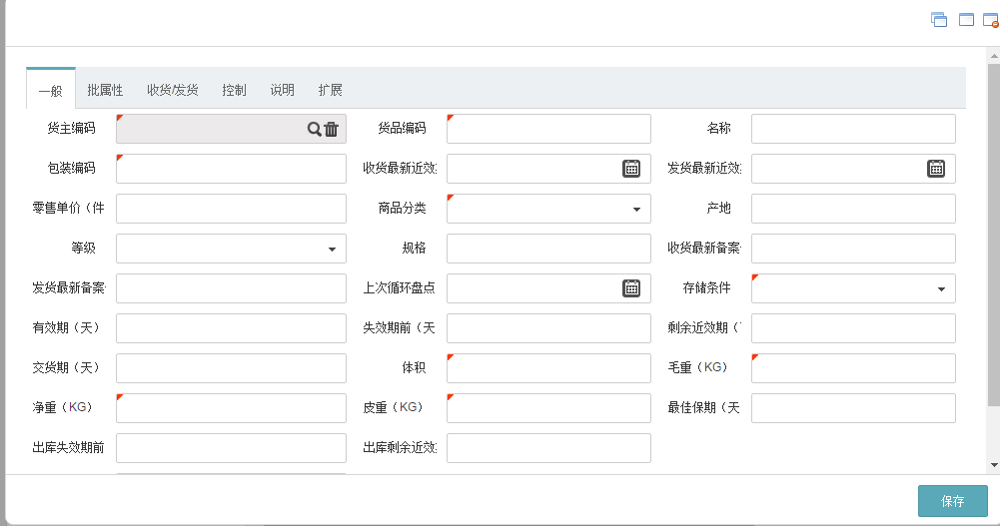 一般 批属性 收货/发货 控制 说明 扩展
货主编码 货品编码 名称
包装编码 收货最新近效 发货最新近效
零售单价（件 商品分类 产地
等级 规格 收货最新备案
发货最新备案 上次循环盘点 存储条件
有效期（天） 失效期前（天 剩余近效期（
交货期（天） 体积 毛重（KG）
净重（KG） 皮重（KG） 最佳保期（天
出库失效期前 出库剩余近效
保存